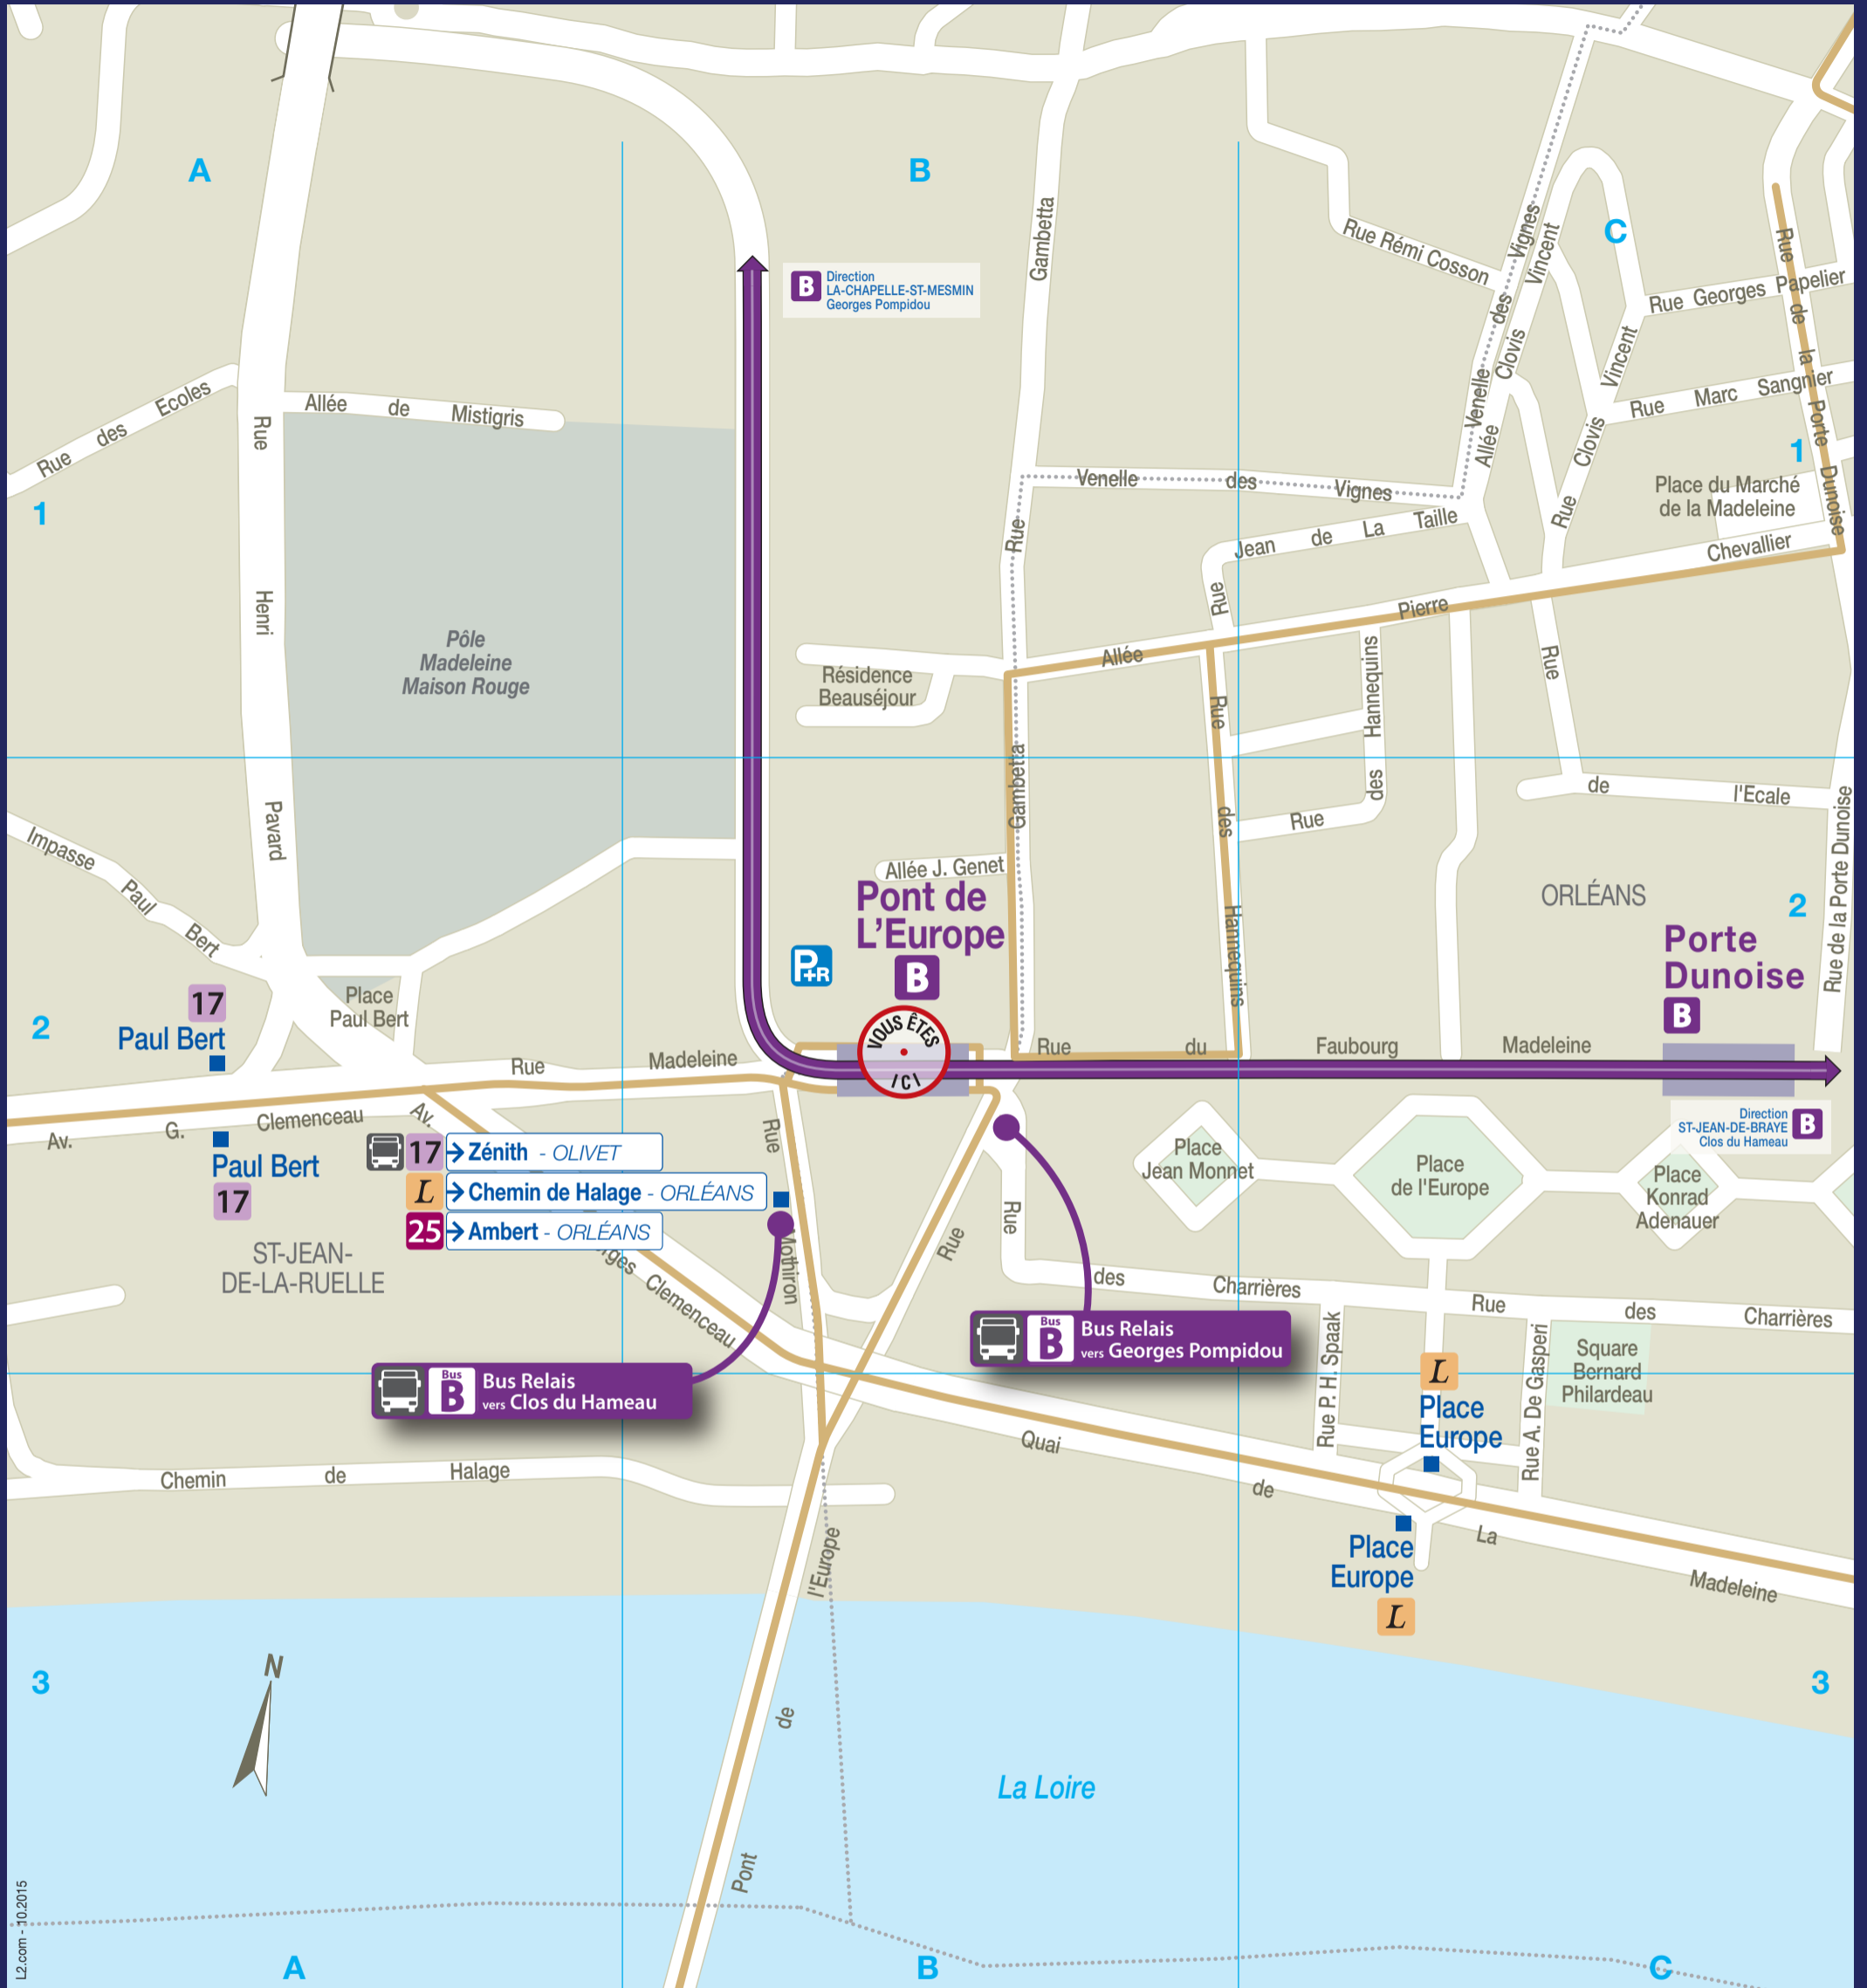 A
B
C
B
Direction
LA-CHAPELLE-ST-MESMIN
Georges Pompidou
Gambetta
Rue Rémi Cosson
Venelle des Vignes
Allée Clovis Vincent
Rue Clovis Vincent
Rue Georges Papelier
Rue Marc Sangnier
Rue de la Porte Dunoise
1
1
Place du Marché
de la Madeleine
Rue des Ecoles
Allée de Mistigris
Rue Henri Pavard
Venelle des Vignes
Rue Jean de La Taille
Rue Gambetta
Allée Pierre Chevallier
Pôle
Madeleine
Maison Rouge
Résidence
Beauséjour
Rue des Hannequins
Rue des Hannequins
Rue de l'Ecale
Rue de la Porte Dunoise
Impasse Paul Bert
Allée J. Genet
Pont de
L'Europe
B
P+R
ORLÉANS
2
Porte
Dunoise
B
17
Paul Bert
2
Place
Paul Bert
VOUS ÊTES
ICI
Rue Madeleine
Rue du Faubourg Madeleine
Av. G. Clemenceau
Paul Bert
17
Av.
rges Clemenceau
17
Zénith - OLIVET
L
Chemin de Halage - ORLÉANS
25
Ambert - ORLÉANS
Direction
ST-JEAN-DE-BRAYE
Clos du Hameau
B
Place
Jean Monnet
Place
de l'Europe
Place
Konrad
Adenauer
ST-JEAN-
DE-LA-RUELLE
Rue Mothiron
Rue
Rue des Charrières
Rue des Charrières
Bus
B
Bus Relais
vers Georges Pompidou
Bus
B
Bus Relais
vers Clos du Hameau
Rue P. H. Spaak
Rue A. De Gasperi
Square
Bernard
Philardeau
L
Place
Europe
Quai de La Madeleine
Place
Europe
L
Chemin de Halage
Pont de l'Europe
3
3
N
La Loire
L2.com - 10.2015
A
B
C